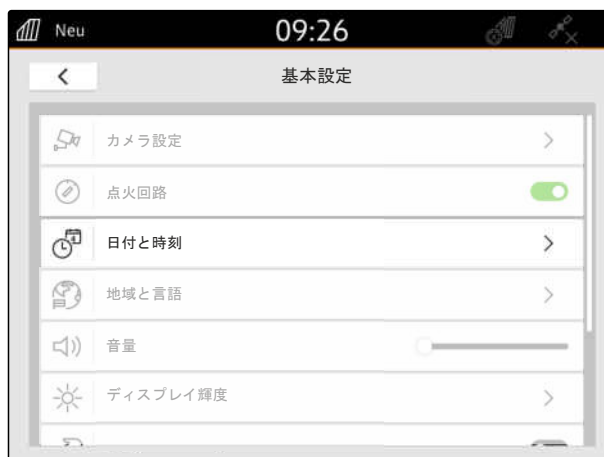 Neu
09:26
基本設定
カメラ設定
点火回路
日付と時刻
地域と言語
音量
ディスプレイ輝度